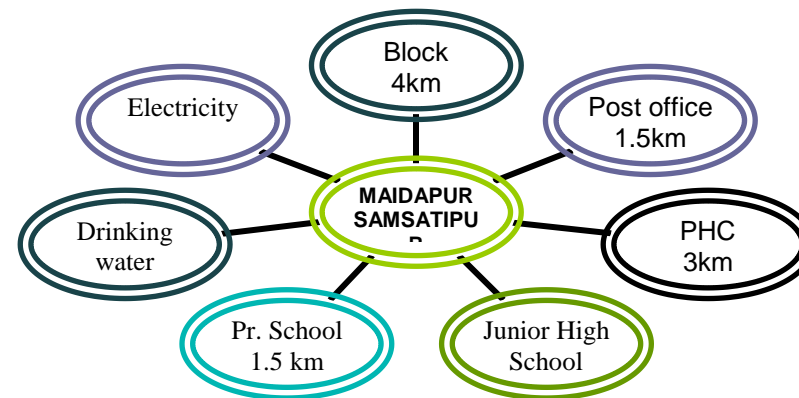 Block
4km
Electricity
Post office
1.5km
MAIDAPUR
SAMSATIPU
Drinking
water
PHC
3km
Pr. School
1.5 km
Junior High
School